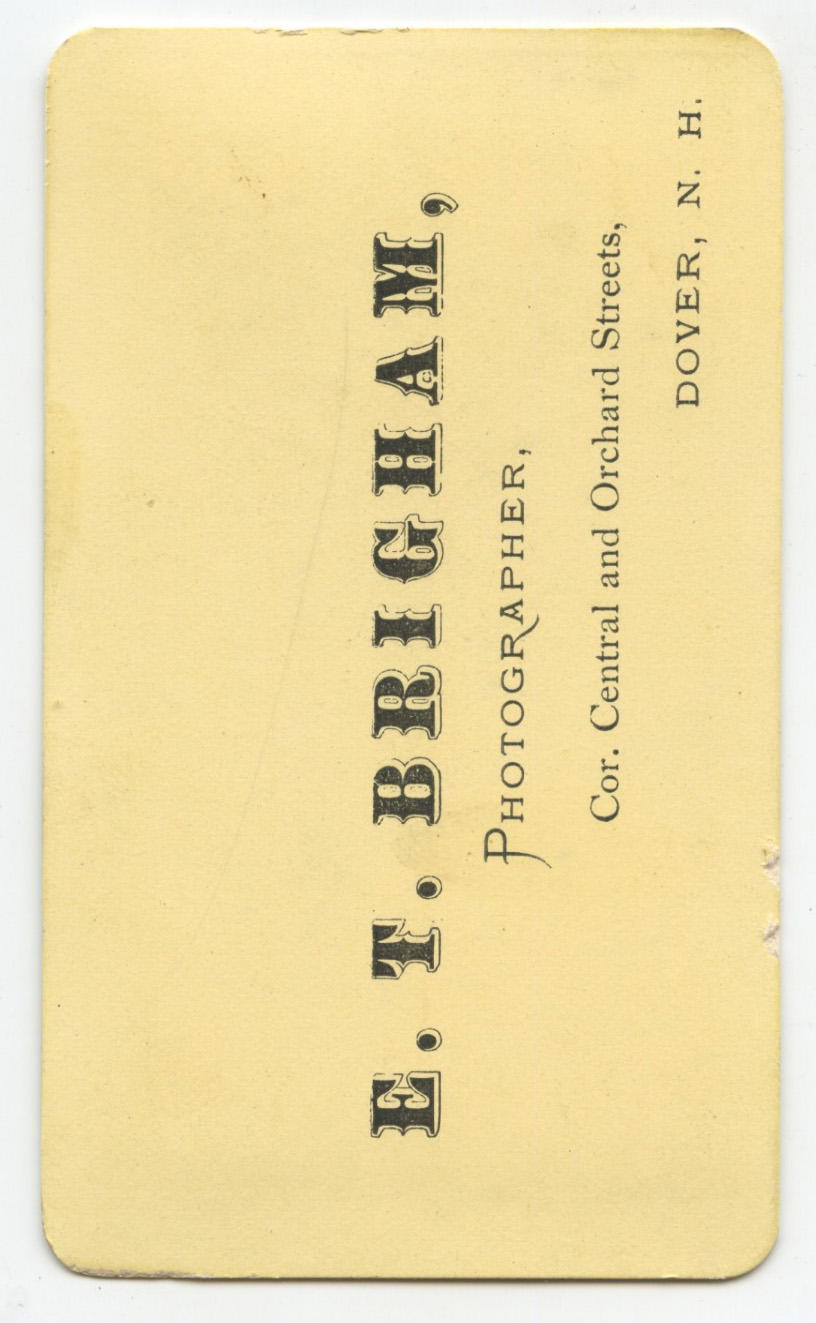 E. T. BRIGHAM,
PHOTOGRAPHER,
Cor. Central and Orchard Streets,
DOVER, N. H.